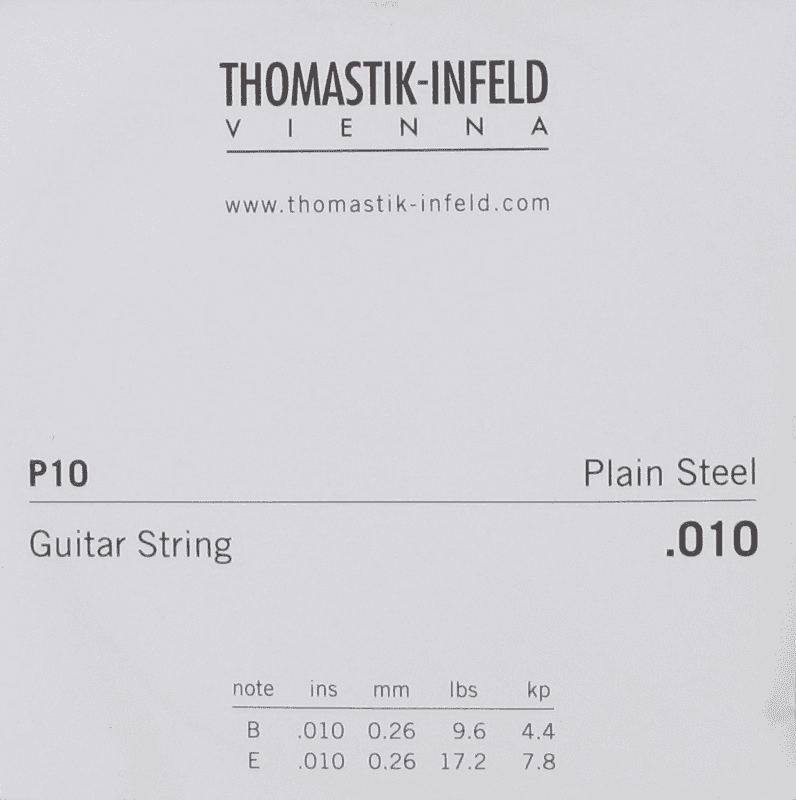 THOMASTIK-INFELD
VIENNA
www.thomastik-infeld.com
P10 Plain Steel
Guitar String .010
note ins mm lbs kp
B .010 0.26 9.6 4.4
E .010 0.26 17.2 7.8